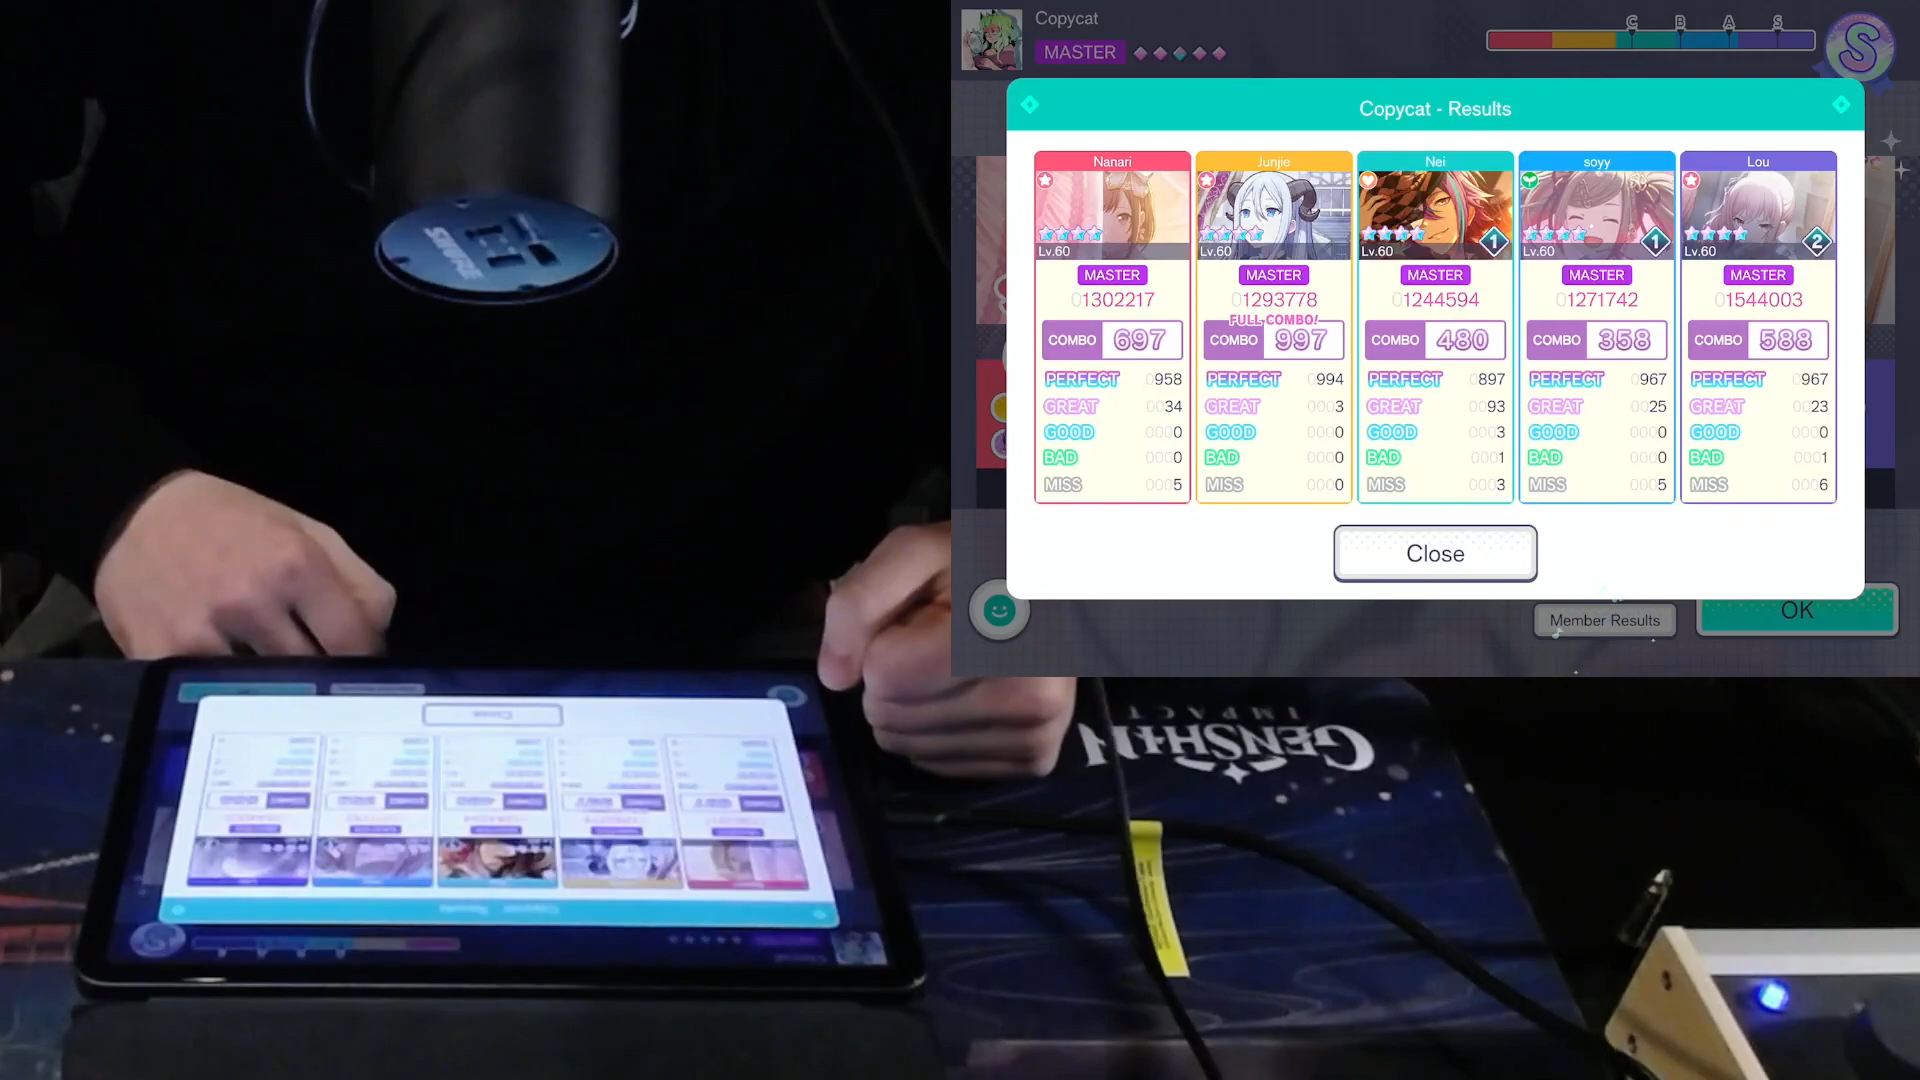 Copycat
MASTER
C B A S
S
Copycat - Results
Nanari Junjie Nei soyy Lou
Lv.60 Lv.60 Lv.60 1 Lv.60 1 Lv.60 2
MASTER MASTER MASTER MASTER MASTER
01302217 01293778 01244594 01271742 01544003
FULL COMBO!
COMBO 697 COMBO 997 COMBO 480 COMBO 358 COMBO 588
PERFECT 0958 PERFECT 0994 PERFECT 0897 PERFECT 0967 PERFECT 0967
GREAT 0034 GREAT 0003 GREAT 0093 GREAT 0025 GREAT 0023
GOOD 0000 GOOD 0000 GOOD 0003 GOOD 0000 GOOD 0000
BAD 0000 BAD 0000 BAD 0001 BAD 0000 BAD 0001
MISS 0005 MISS 0000 MISS 0003 MISS 0005 MISS 0006
Close
Member Results
OK
SHURE
GENSHIN
IMPACT